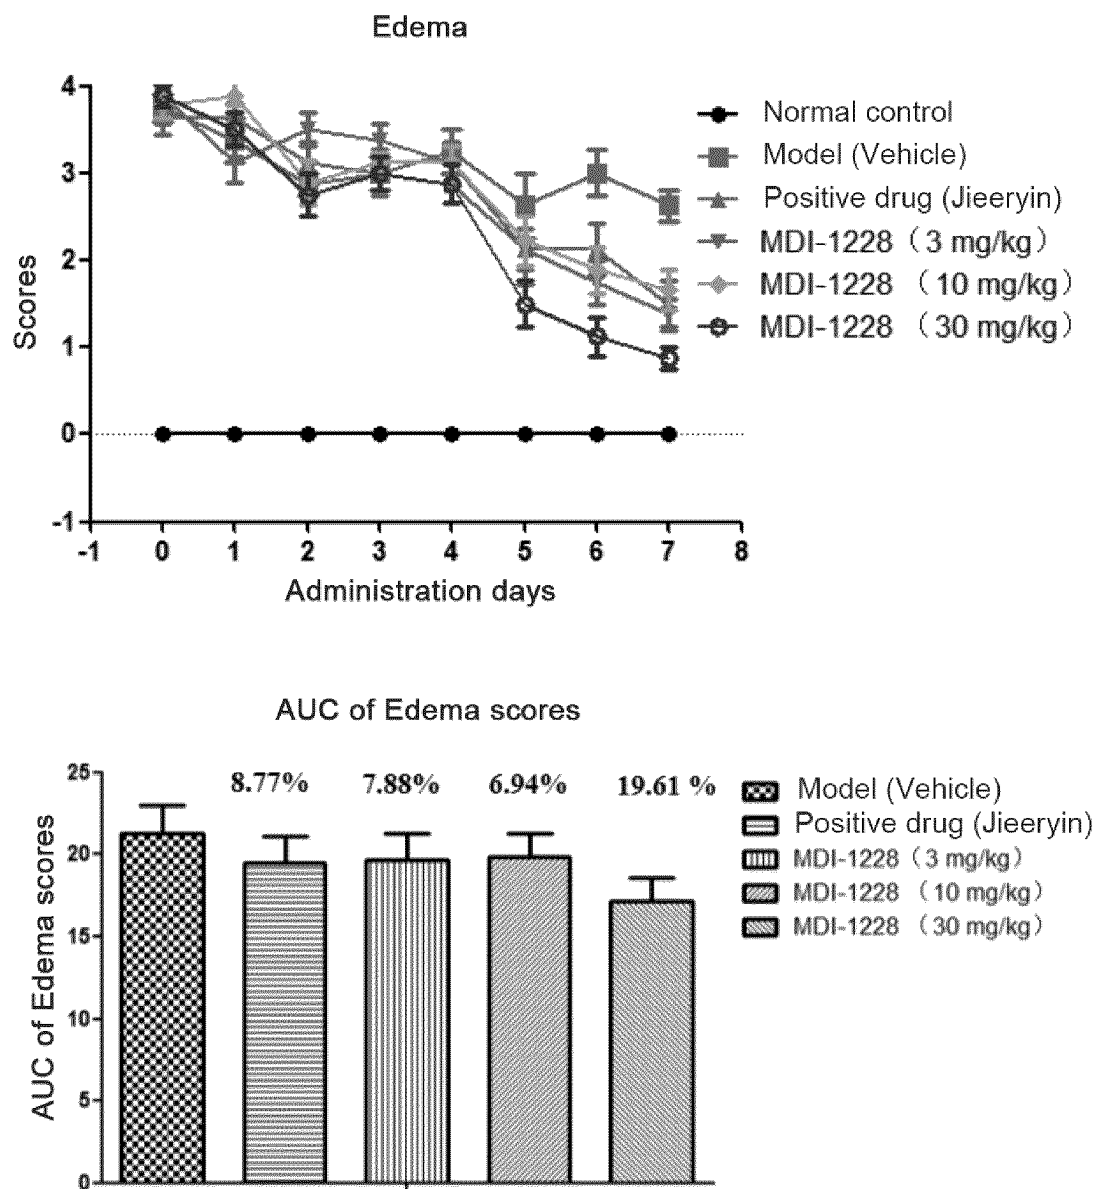 Edema
4
3
2
1
0
-1
Scores
-1 0 1 2 3 4 5 6 7 8
Administration days
Normal control
Model (Vehicle)
Positive drug (Jieeryin)
MDI-1228（3 mg/kg）
MDI-1228（10 mg/kg）
MDI-1228（30 mg/kg）
AUC of Edema scores
25
20
15
10
5
0
AUC of Edema scores
8.77% 7.88% 6.94% 19.61 %
Model (Vehicle)
Positive drug (Jieeryin)
MDI-1228（3 mg/kg）
MDI-1228（10 mg/kg）
MDI-1228（30 mg/kg）